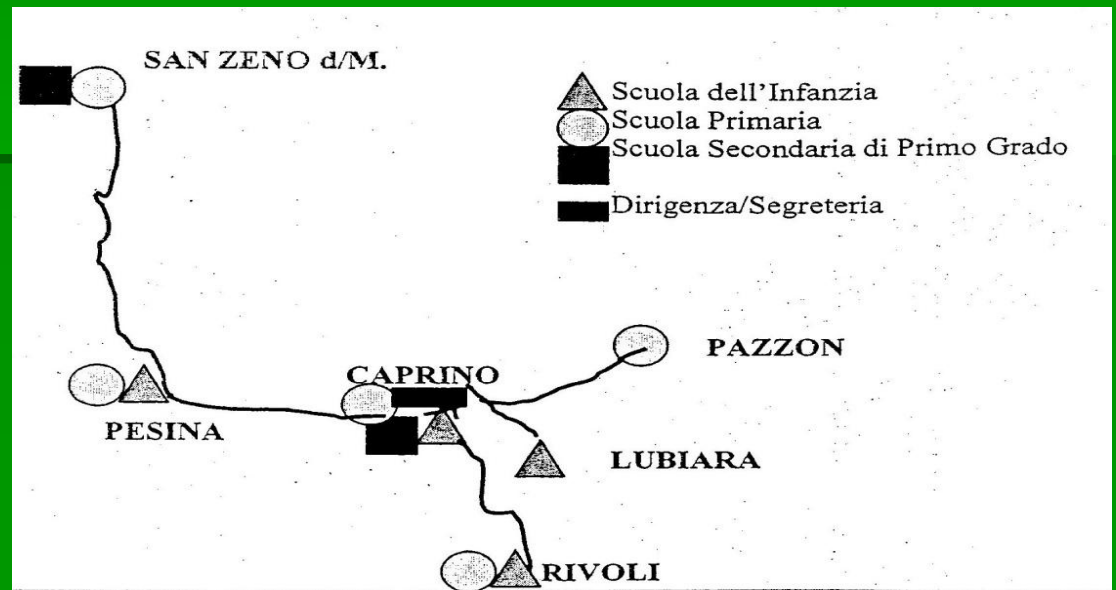 SAN ZENO d/M.
Scuola dell'Infanzia
Scuola Primaria
Scuola Secondaria di Primo Grado
Dirigenza/Segreteria
PAZZON
CAPRINO
PESINA
LUBIARA
RIVOLI